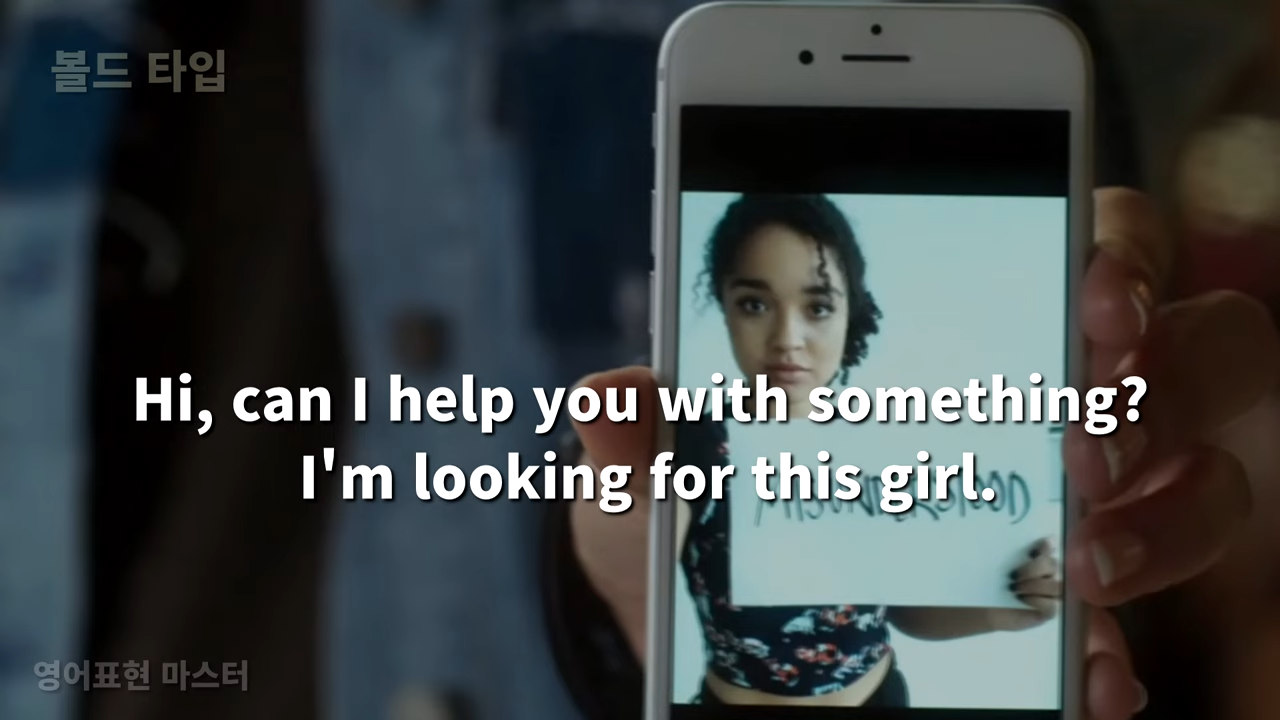 볼드 타입
Hi, can I help you with something?
I'm looking for this girl.
MISUNDERSTOOD
영어표현 마스터